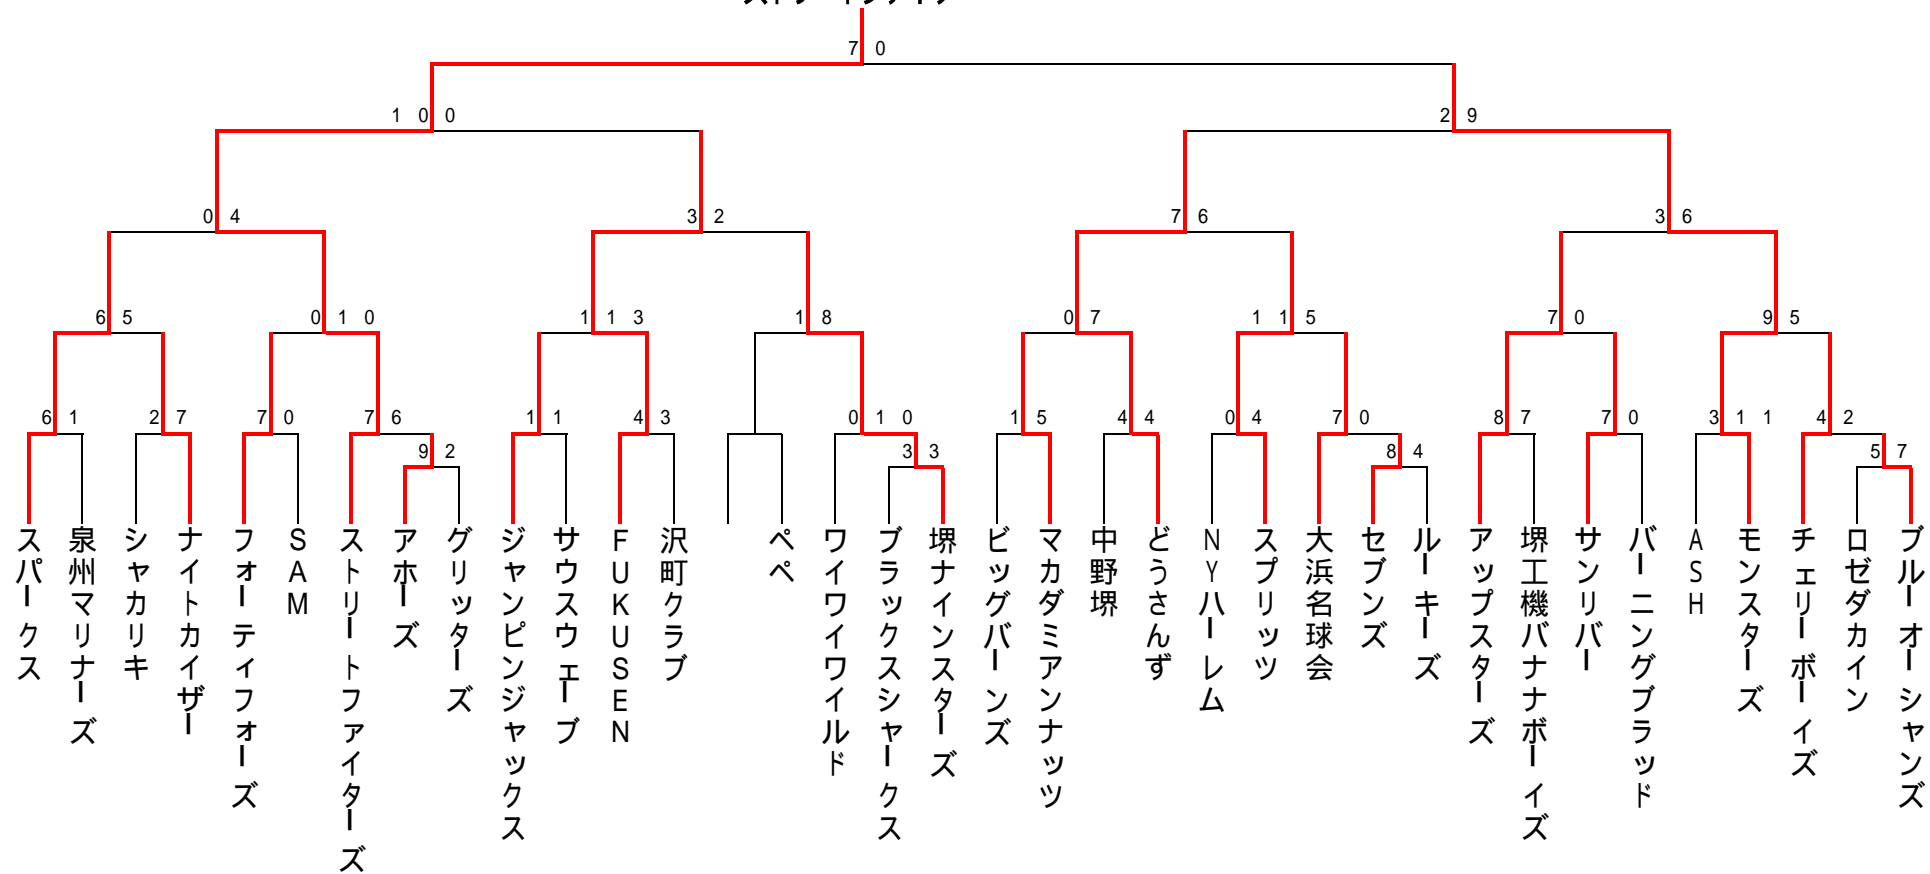 7 0
1 0 0
2 9
0 4
3 2
7 6
3 6
6 5
0 1 0
1 1 3
1 8
0 7
1 1 5
7 0
9 5
6 1
2 7
7 0
7 6
1 1
4 3
0 1 0
1 5
4 4
0 4
7 0
8 7
7 0
3 1 1
4 2
9 2
3 3
8 4
5 7
スパークス
泉州マリナーズ
シャカリキ
ナイトカイザー
フォーティフォーズ
SAM
ストリートファイターズ
アホーズ
グリッターズ
ジャンピンジャックス
サウスウェーブ
FUKUSEN
沢町クラブ
ペペ
ワイワイワイルド
ブラックスシャークス
堺ナインスターズ
ビッグバーンズ
マカダミアンナッツ
中野堺
どうさんず
NYハーレム
スプリッツ
大浜名球会
セブンズ
ルーキーズ
アップスターズ
堺工機バナナボーイズ
サンリバー
バーニングブラッド
ASH
モンスターズ
チェリーボーイズ
ロゼダカイン
ブルーオーシャンズ